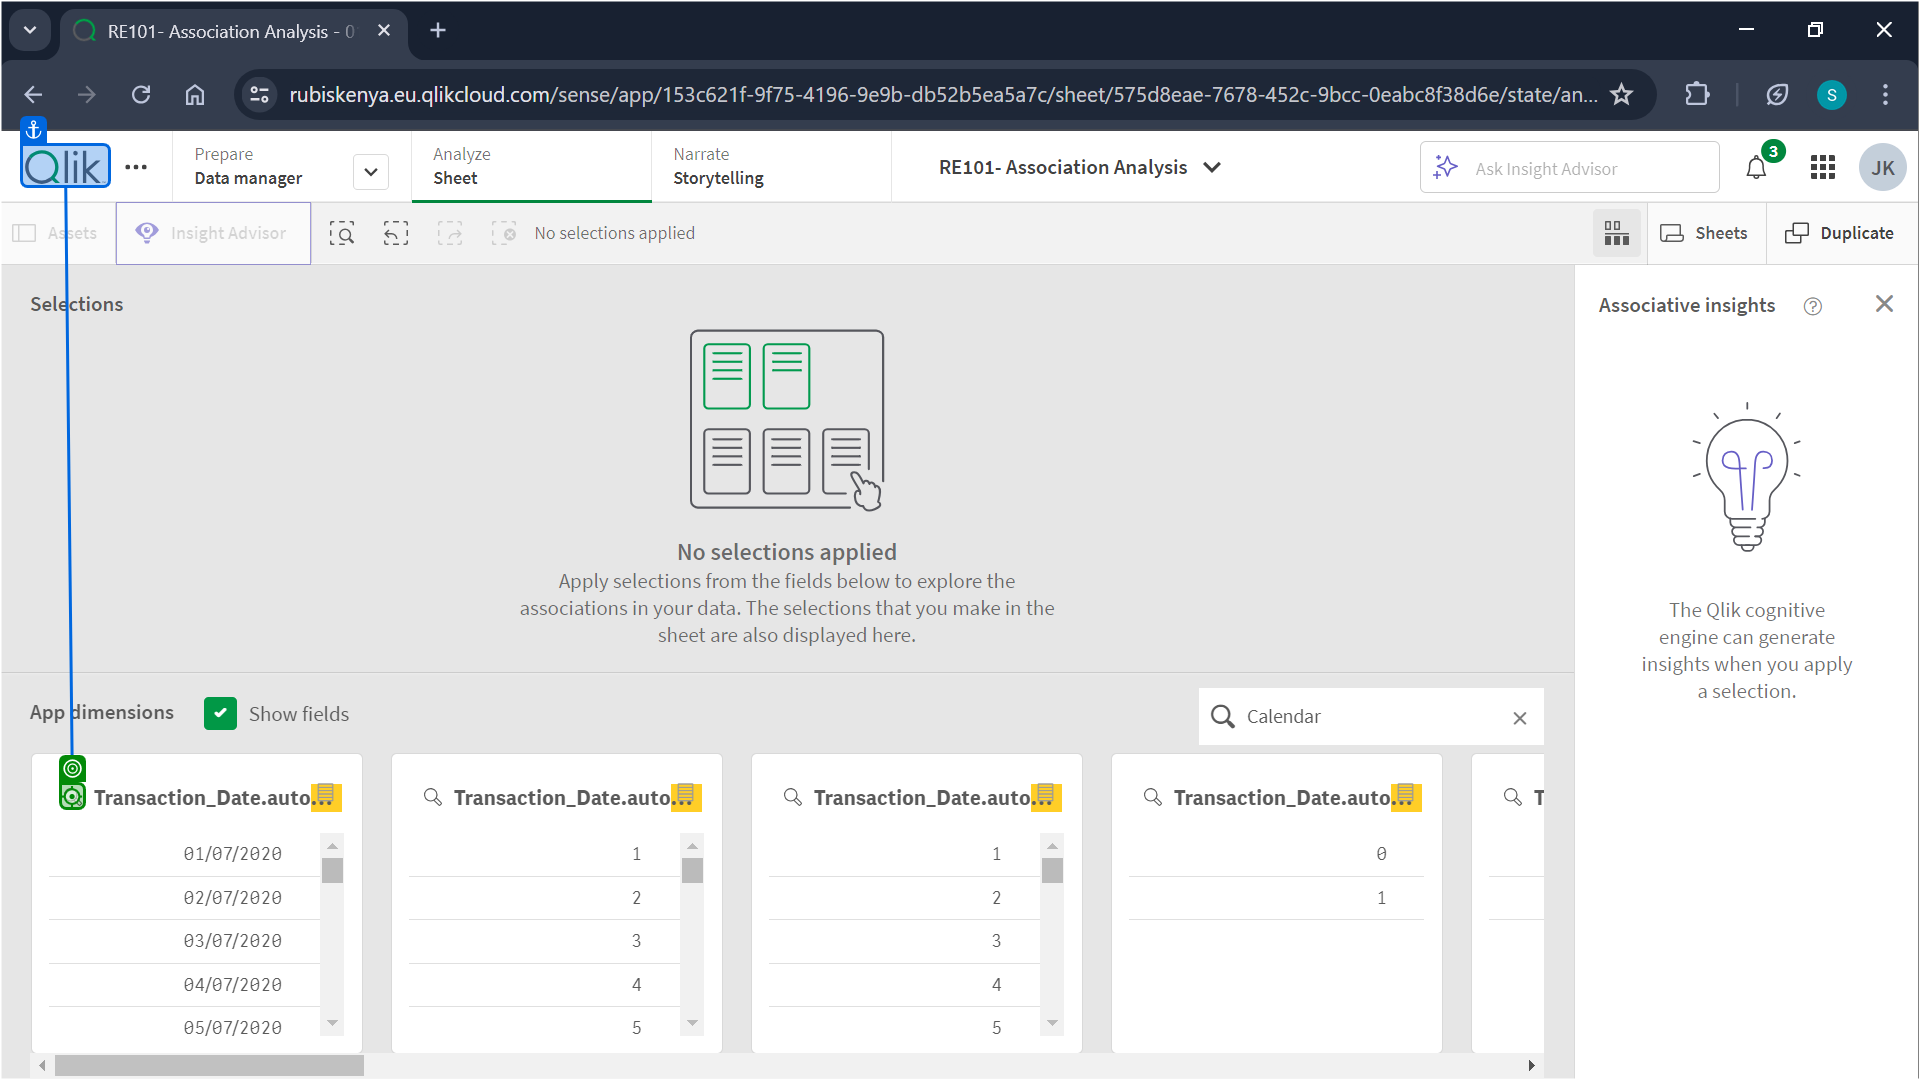 RE101- Association Analysis - 0
rubiskenya.eu.qlikcloud.com/sense/app/153c621f-9f75-4196-9e9b-db52b5ea5a7c/sheet/575d8eae-7678-452c-9bcc-0eabc8f38d6e/state/an...
S
Qlik
Prepare
Data manager
Analyze
Sheet
Narrate
Storytelling
RE101- Association Analysis
Ask Insight Advisor
3
JK
Assets
Insight Advisor
No selections applied
Sheets
Duplicate
Selections
Associative insights
No selections applied
Apply selections from the fields below to explore the
associations in your data. The selections that you make in the
sheet are also displayed here.
The Qlik cognitive
engine can generate
insights when you apply
a selection.
App dimensions
Show fields
Calendar
Transaction_Date.auto...
01/07/2020
02/07/2020
03/07/2020
04/07/2020
05/07/2020
Transaction_Date.auto...
1
2
3
4
5
Transaction_Date.auto...
1
2
3
4
5
Transaction_Date.auto...
0
1
T